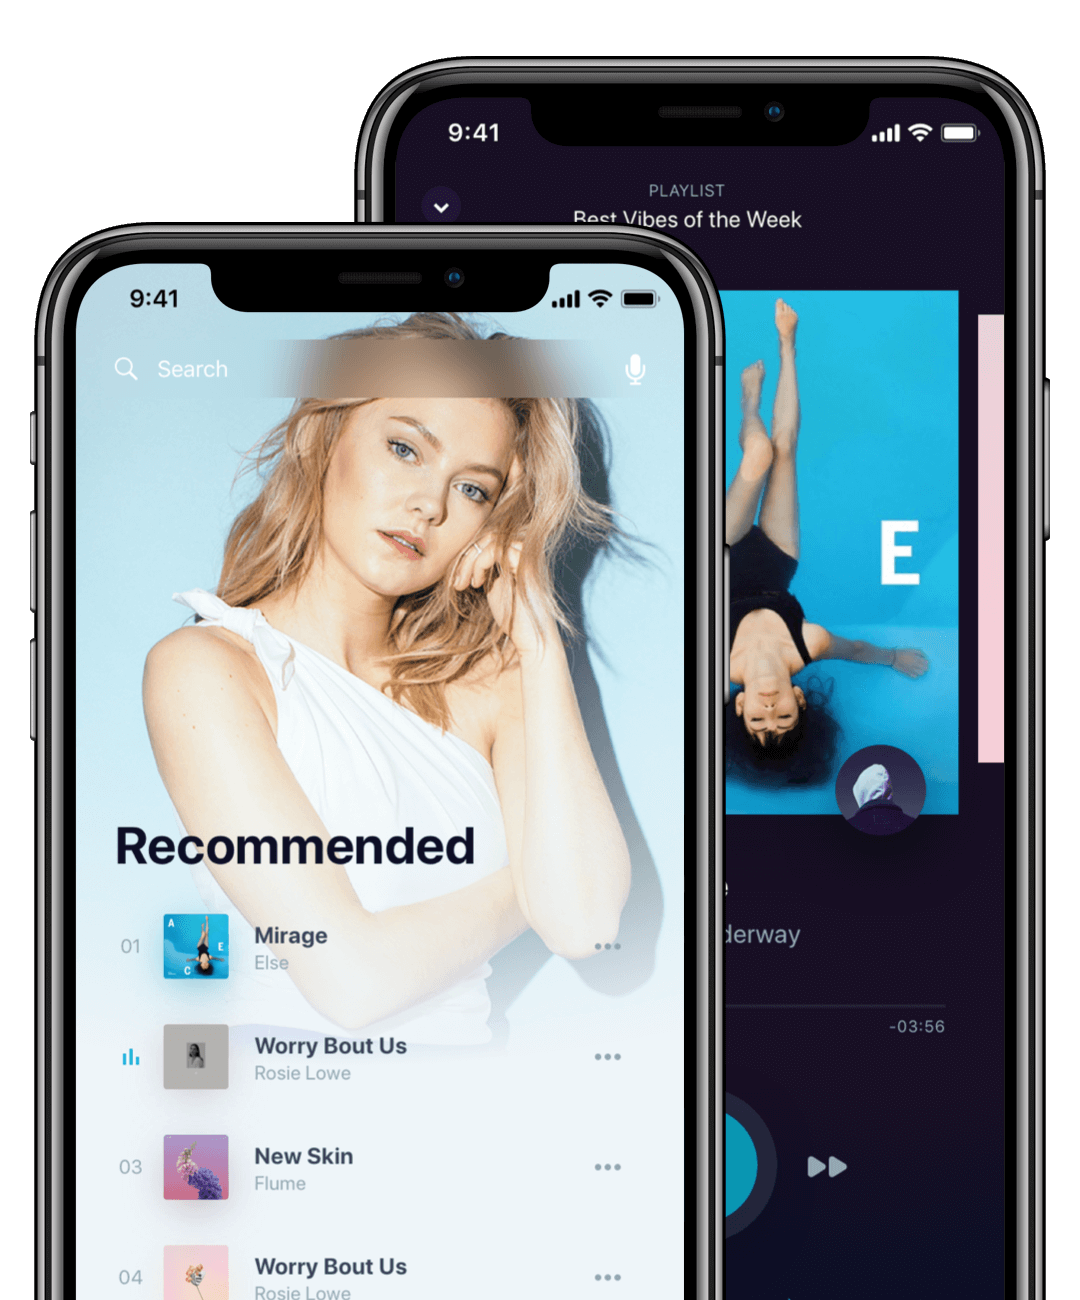 9:41
PLAYLIST
Best Vibes of the Week
9:41
Search
E
Recommended
01
A
E
C
Mirage
Else
Worry Bout Us
Rosie Lowe
-03:56
03
New Skin
Flume
04
Worry Bout Us
Rosie Lowe